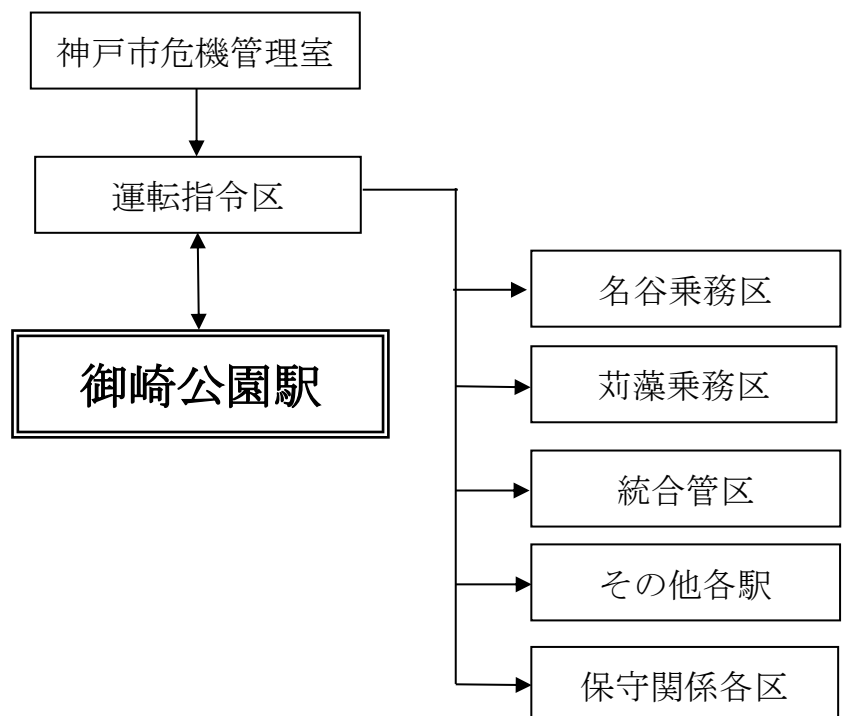 神戸市危機管理室
運転指令区
御崎公園駅
名谷乗務区
苅藻乗務区
統合管区
その他各駅
保守関係各区